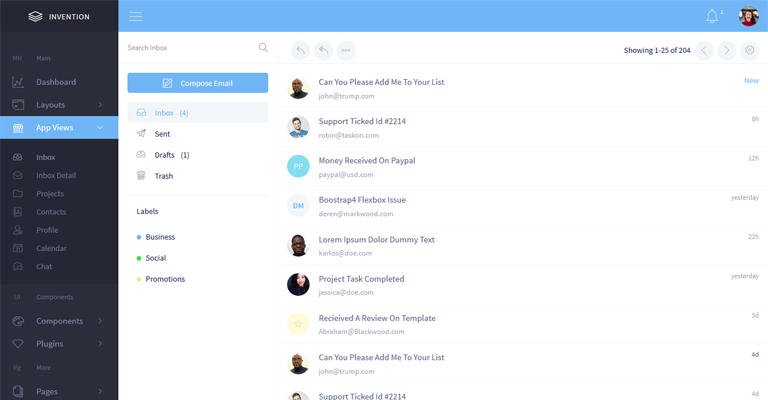 INVENTION
1
MN Main
Dashboard
Layouts
App Views
Inbox
Inbox Detail
Projects
Contacts
Profile
Calendar
Chat
UI Components
Components
Plugins
Pg More
Pages
Search Inbox
Compose Email
Inbox (4)
Sent
Drafts (1)
Trash
Labels
Business
Social
Promotions
Showing 1-25 of 204
Can You Please Add Me To Your List New
john@trump.com
Support Ticked Id #2214 8h
robin@taskon.com
PP Money Received On Paypal 12h
paypal@usd.com
DM Boostrap4 Flexbox Issue yesterday
deren@markwood.com
Lorem Ipsum Dolor Dummy Text 22h
karlos@doe.com
Project Task Completed yesterday
jessica@doe.com
Recieived A Review On Template 3d
Abraham@Blackwood.com
Can You Please Add Me To Your List 4d
john@trump.com
Support Ticked Id #2214 4d